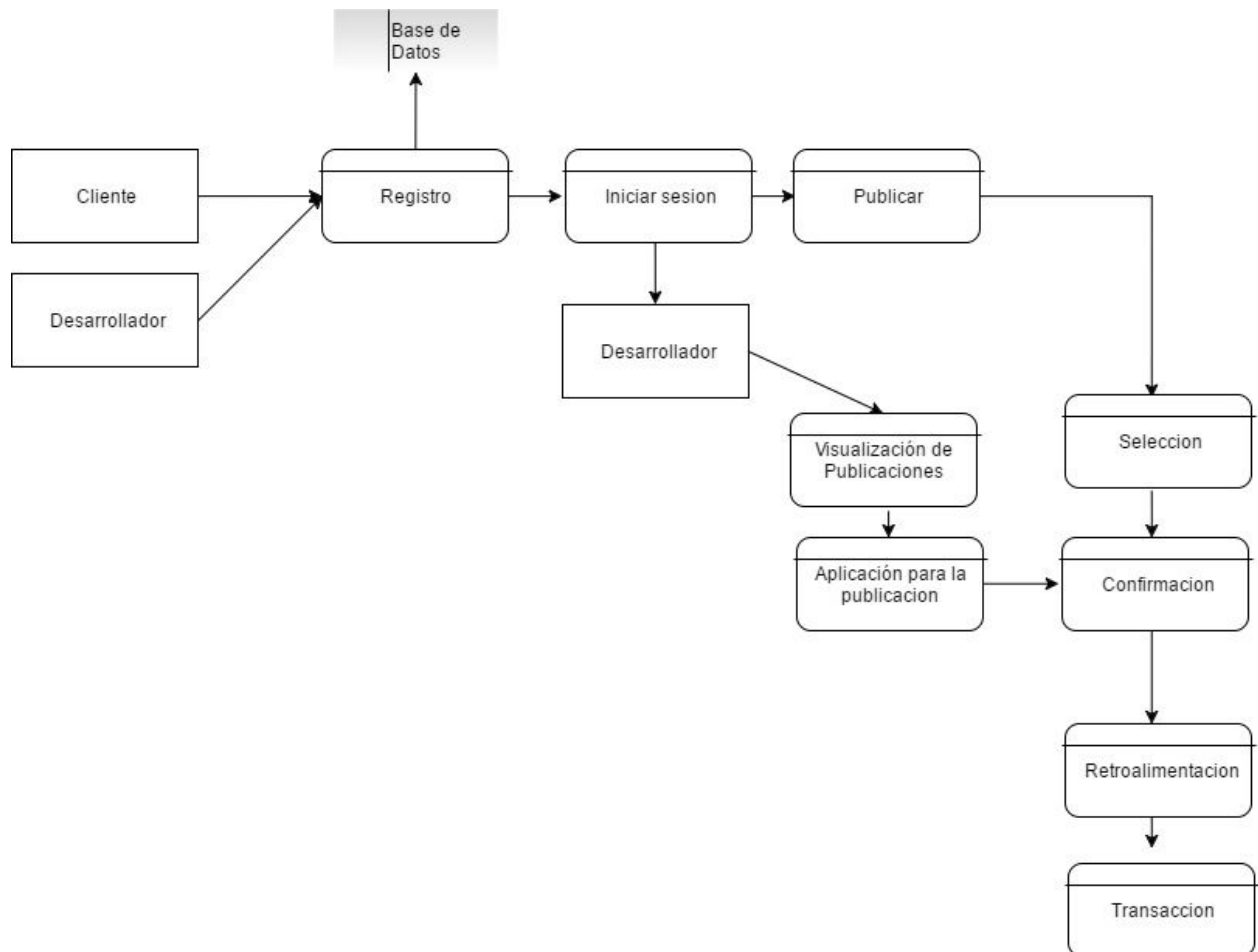 Base de
Datos
Cliente
Registro
Iniciar sesion
Publicar
Desarrollador
Desarrollador
Visualización de
Publicaciones
Seleccion
Aplicación para la
publicacion
Confirmacion
Retroalimentacion
Transaccion